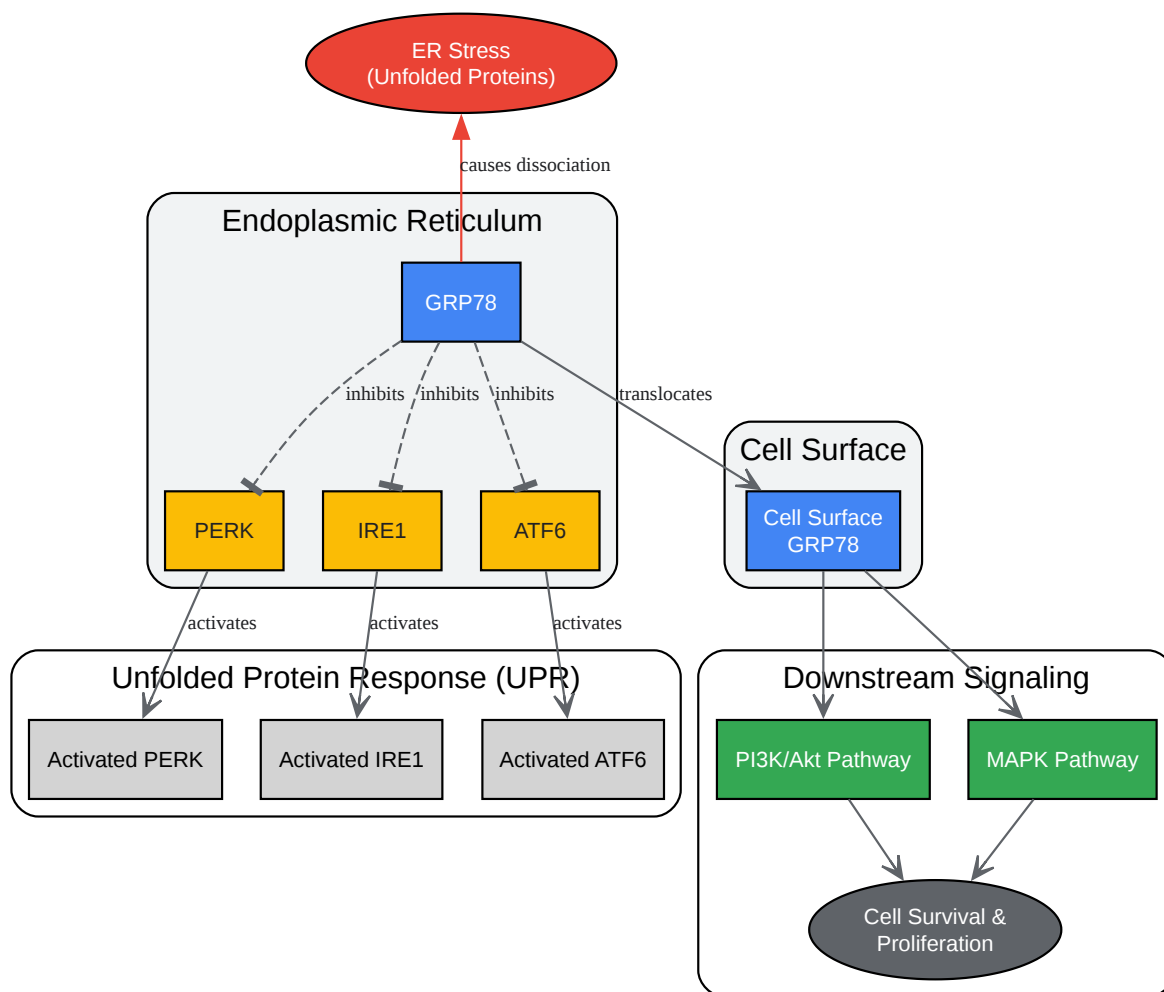 ER Stress
(Unfolded Proteins)
causes dissociation
Endoplasmic Reticulum
GRP78
inhibits
inhibits
inhibits
translocates
Cell Surface
PERK
IRE1
ATF6
Cell Surface
GRP78
activates
activates
activates
Unfolded Protein Response (UPR)
Downstream Signaling
Activated PERK
Activated IRE1
Activated ATF6
PI3K/Akt Pathway
MAPK Pathway
Cell Survival &
Proliferation